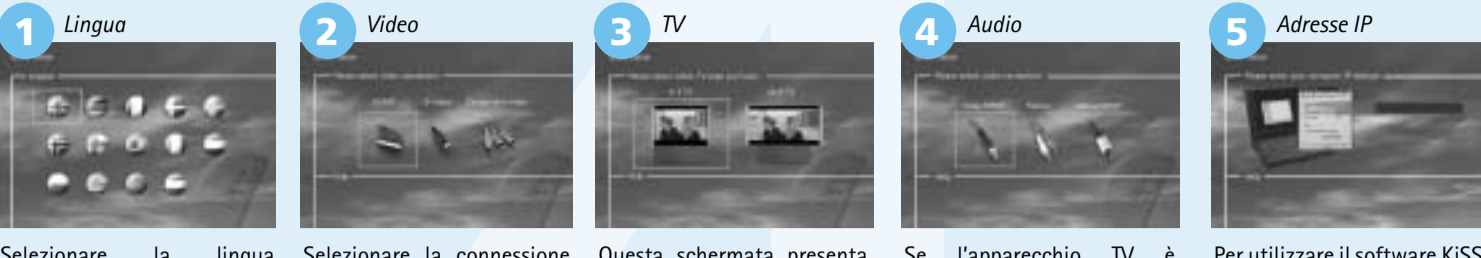 1 Lingua
2 Video
3 TV
4 Audio
5 Adresse IP
Selezionare la lingua
Selezionare la connessione
Questa schermata presenta
Se l'apparecchio TV è
Per utilizzare il software KiSS